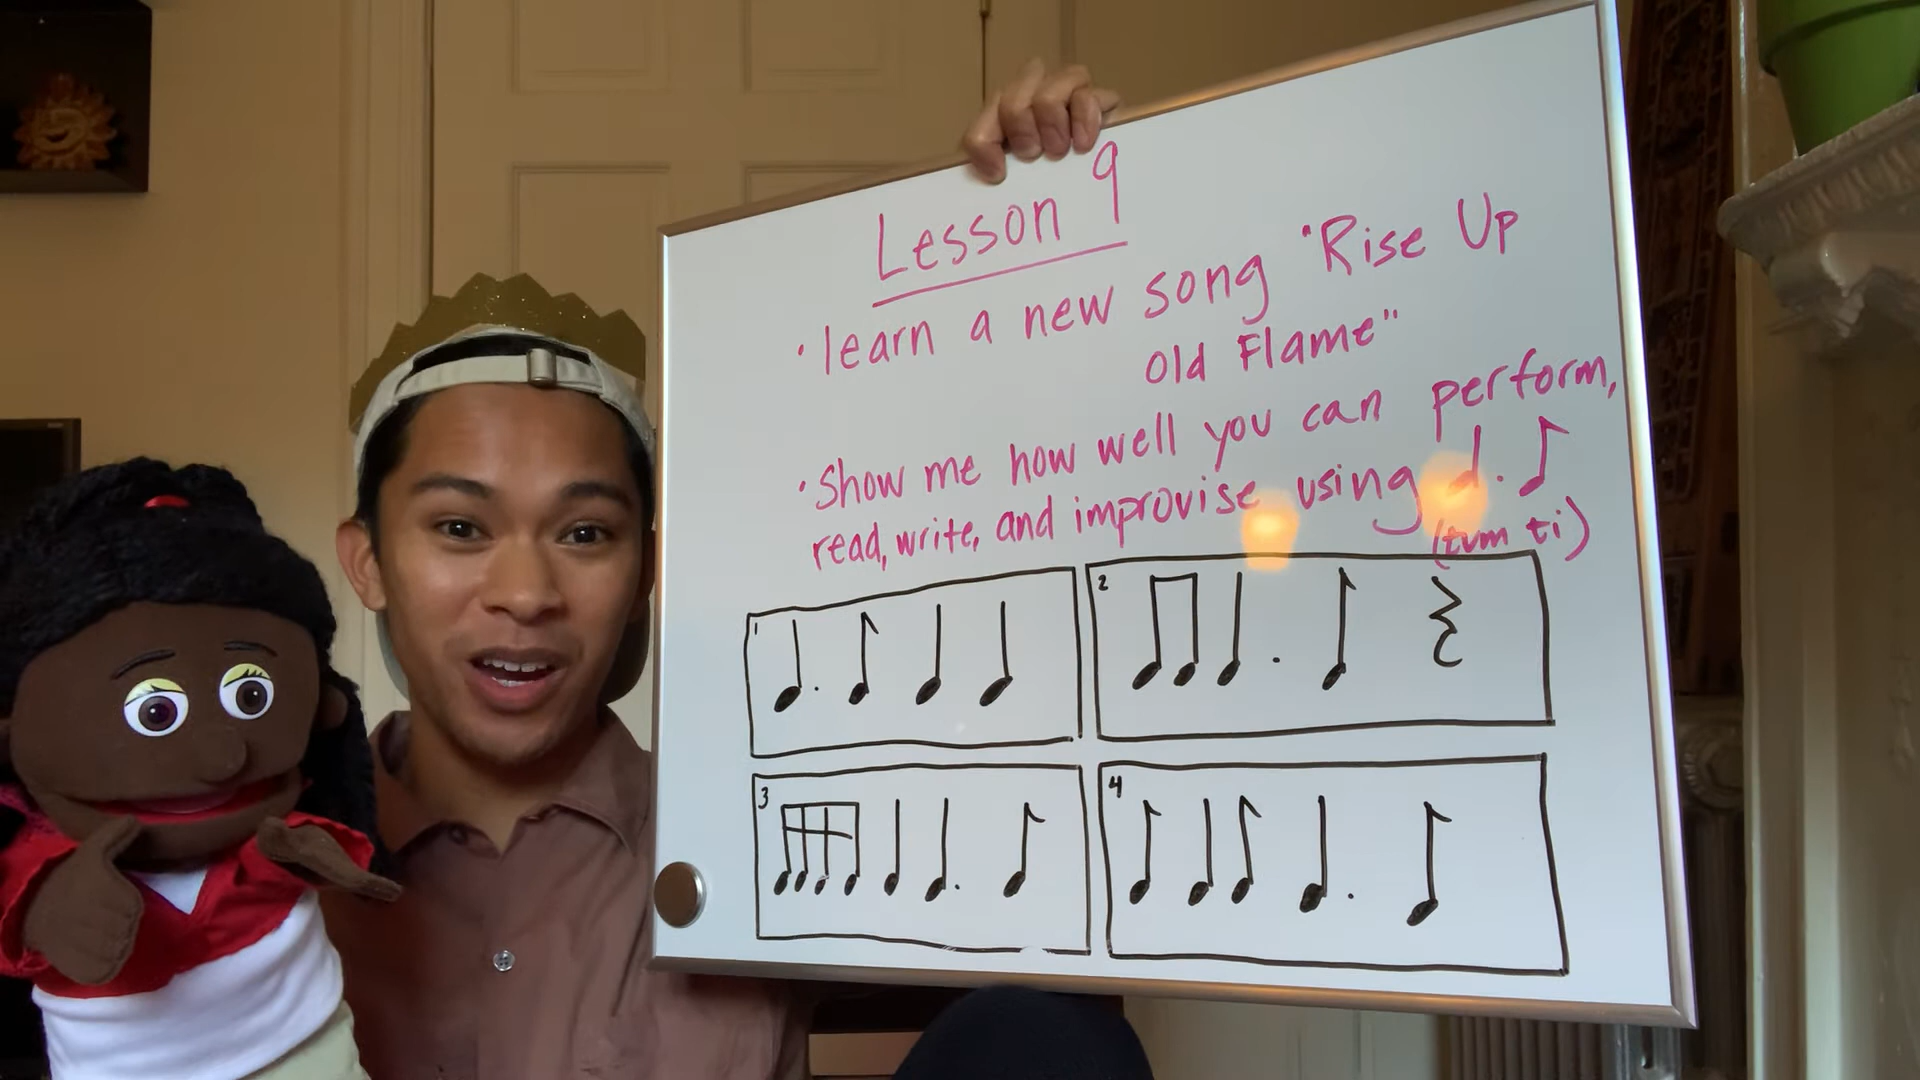 Lesson 9
• learn a new song "Rise Up
Old Flame"
• Show me how well you can perform,
read, write, and improvise using ♩. ♪
(tum ti)
1
2
3
4